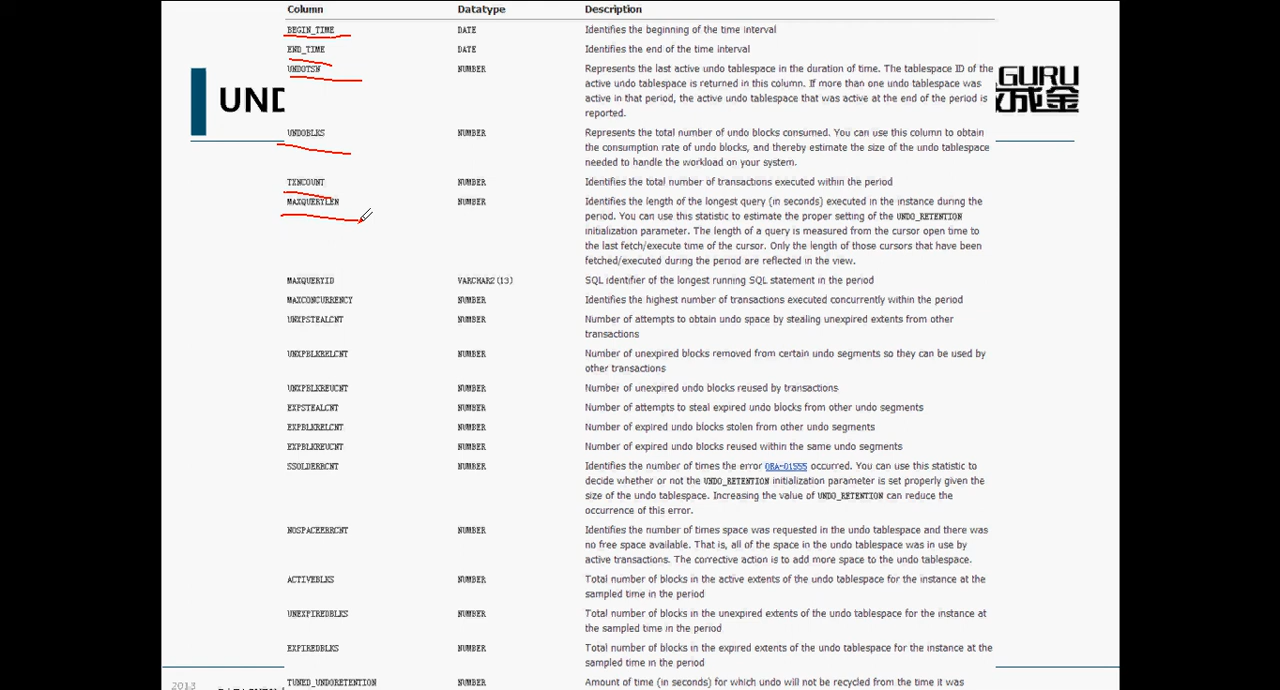 Column Datatype Description
BEGIN_TIME DATE Identifies the beginning of the time interval
END_TIME DATE Identifies the end of the time interval
UNDOTSN NUMBER Represents the last active undo tablespace in the duration of time. The tablespace ID of the
active undo tablespace is returned in this column. If more than one undo tablespace was
active in that period, the active undo tablespace that was active at the end of the period is
reported.
UND
GURU
UNDOBLKS NUMBER Represents the total number of undo blocks consumed. You can use this column to obtain
the consumption rate of undo blocks, and thereby estimate the size of the undo tablespace
needed to handle the workload on your system.
TXNCOUNT NUMBER Identifies the total number of transactions executed within the period
MAXQUERYLEN NUMBER Identifies the length of the longest query (in seconds) executed in the instance during the
period. You can use this statistic to estimate the proper setting of the UNDO_RETENTION
initialization parameter. The length of a query is measured from the cursor open time to
the last fetch/execute time of the cursor. Only the length of those cursors that have been
fetched/executed during the period are reflected in the view.
MAXQUERYID VARCHAR2(13) SQL identifier of the longest running SQL statement in the period
MAXCONCURRENCY NUMBER Identifies the highest number of transactions executed concurrently within the period
UNXPSTEALCNT NUMBER Number of attempts to obtain undo space by stealing unexpired extents from other
transactions
UNXPBLKRELCNT NUMBER Number of unexpired blocks removed from certain undo segments so they can be used by
other transactions
UNXPBLKREUCNT NUMBER Number of unexpired undo blocks reused by transactions
EXPSTEALCNT NUMBER Number of attempts to steal expired undo blocks from other undo segments
EXPBLKRELCNT NUMBER Number of expired undo blocks stolen from other undo segments
EXPBLKREUCNT NUMBER Number of expired undo blocks reused within the same undo segments
SSOLDERRCNT NUMBER Identifies the number of times the error ORA-01555 occurred. You can use this statistic to
decide whether or not the UNDO_RETENTION initialization parameter is set properly given the
size of the undo tablespace. Increasing the value of UNDO_RETENTION can reduce the
occurrence of this error.
NOSPACEERRCNT NUMBER Identifies the number of times space was requested in the undo tablespace and there was
no free space available. That is, all of the space in the undo tablespace was in use by
active transactions. The corrective action is to add more space to the undo tablespace.
ACTIVEBLKS NUMBER Total number of blocks in the active extents of the undo tablespace for the instance at the
sampled time in the period
UNEXPIREDBLKS NUMBER Total number of blocks in the unexpired extents of the undo tablespace for the instance at
the sampled time in the period
EXPIREDBLKS NUMBER Total number of blocks in the expired extents of the undo tablespace for the instance at the
sampled time in the period
TUNED_UNDORETENTION NUMBER Amount of time (in seconds) for which undo will not be recycled from the time it was
2013